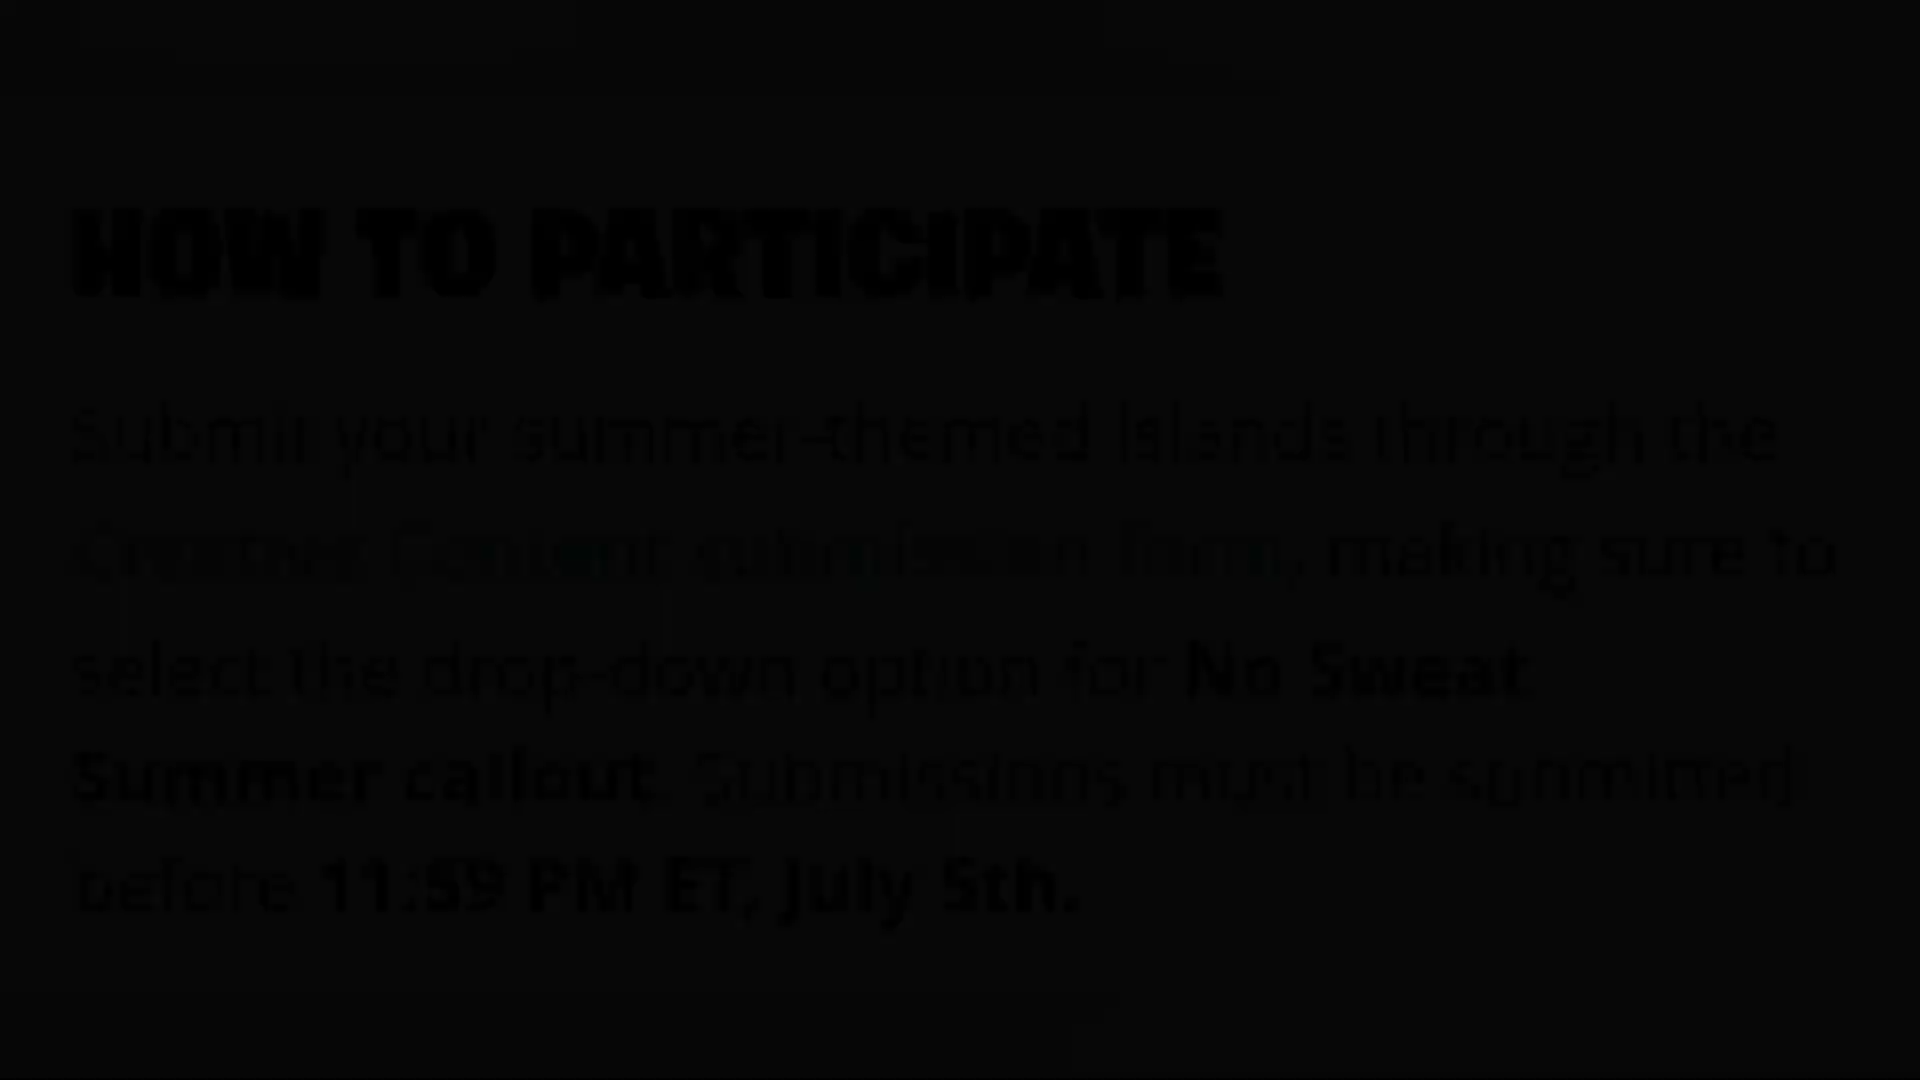 HOW TO PARTICIPATE
Submit your summer-themed islands through the
Creative Content submission form, making sure to
select the drop-down option for No Sweat
Summer callout. Submissions must be submitted
before 11:59 PM ET, July 5th.